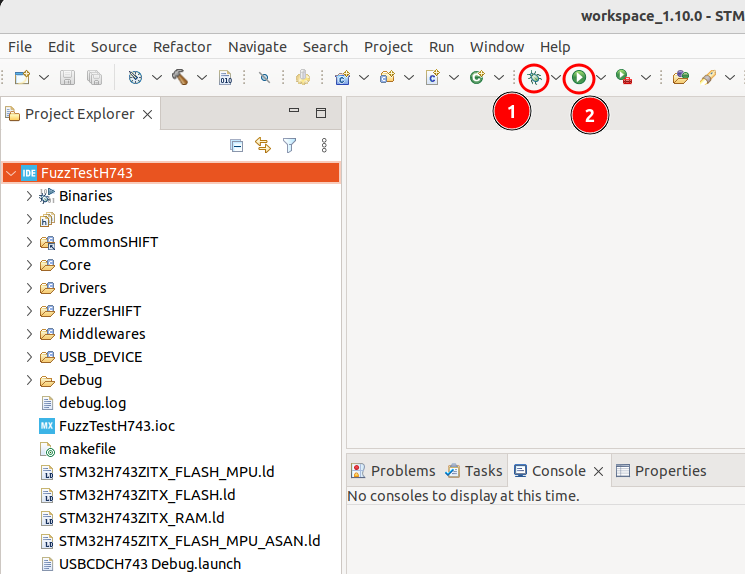 workspace_1.10.0 - STM
File Edit Source Refactor Navigate Search Project Run Window Help
010
1
2
Project Explorer
IDE FuzzTestH743
Binaries
Includes
CommonSHIFT
Core
Drivers
FuzzerSHIFT
Middlewares
USB_DEVICE
Debug
debug.log
MX FuzzTestH743.ioc
makefile
LD STM32H743ZITX_FLASH_MPU.ld
LD STM32H743ZITX_FLASH.ld
LD STM32H743ZITX_RAM.ld
LD STM32H745ZITX_FLASH_MPU_ASAN.ld
USBCDCH743 Debug.launch
Problems Tasks Console Properties
No consoles to display at this time.